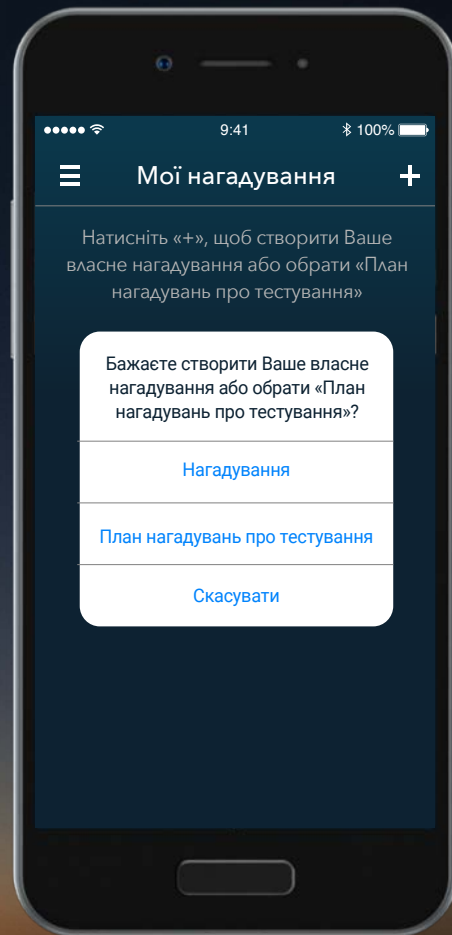 9:41
100%
Мої нагадування
Натисніть «+», щоб створити Ваше
власне нагадування або обрати «План
нагадувань про тестування»
Бажаєте створити Ваше власне
нагадування або обрати «План
нагадувань про тестування»?
Нагадування
План нагадувань про тестування
Скасувати